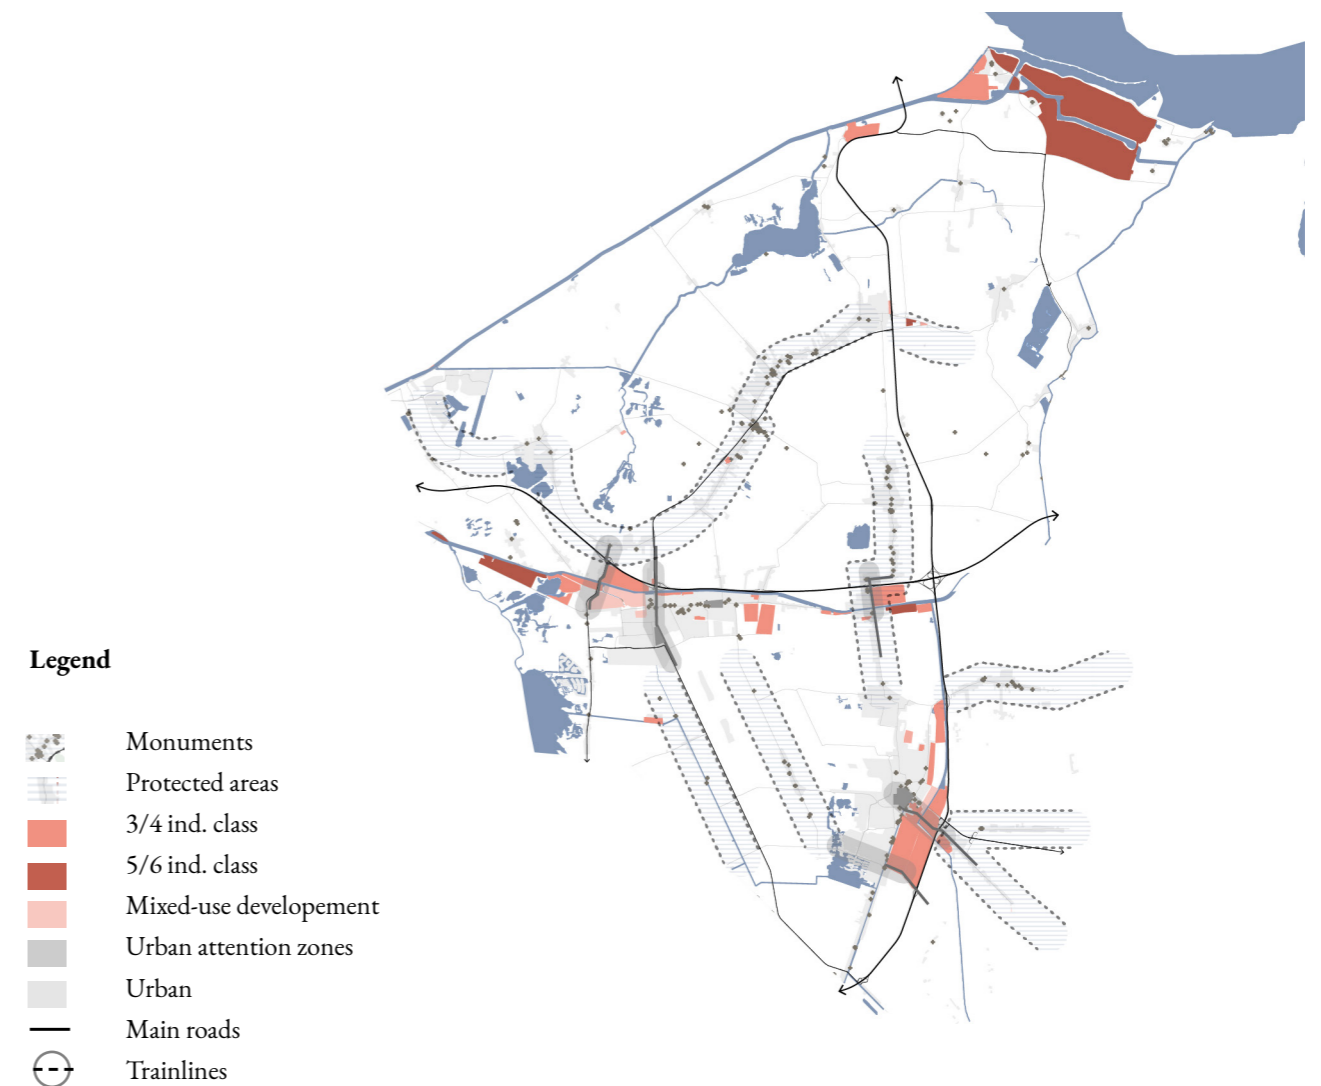 Legend
Monuments
Protected areas
3/4 ind. class
5/6 ind. class
Mixed-use developement
Urban attention zones
Urban
Main roads
Trainlines